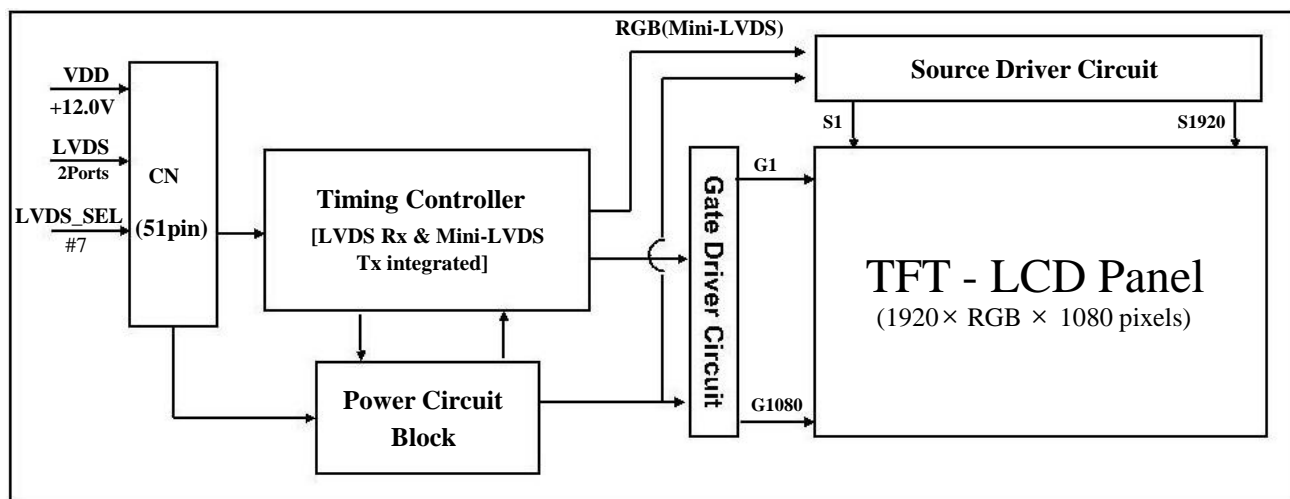 RGB(Mini-LVDS)
VDD
+12.0V
LVDS
2Ports
LVDS_SEL
#7
CN
(51pin)
Timing Controller
[LVDS Rx & Mini-LVDS
Tx integrated]
Power Circuit
Block
Gate Driver Circuit
Source Driver Circuit
S1
S1920
G1
G1080
TFT - LCD Panel
(1920× RGB × 1080 pixels)